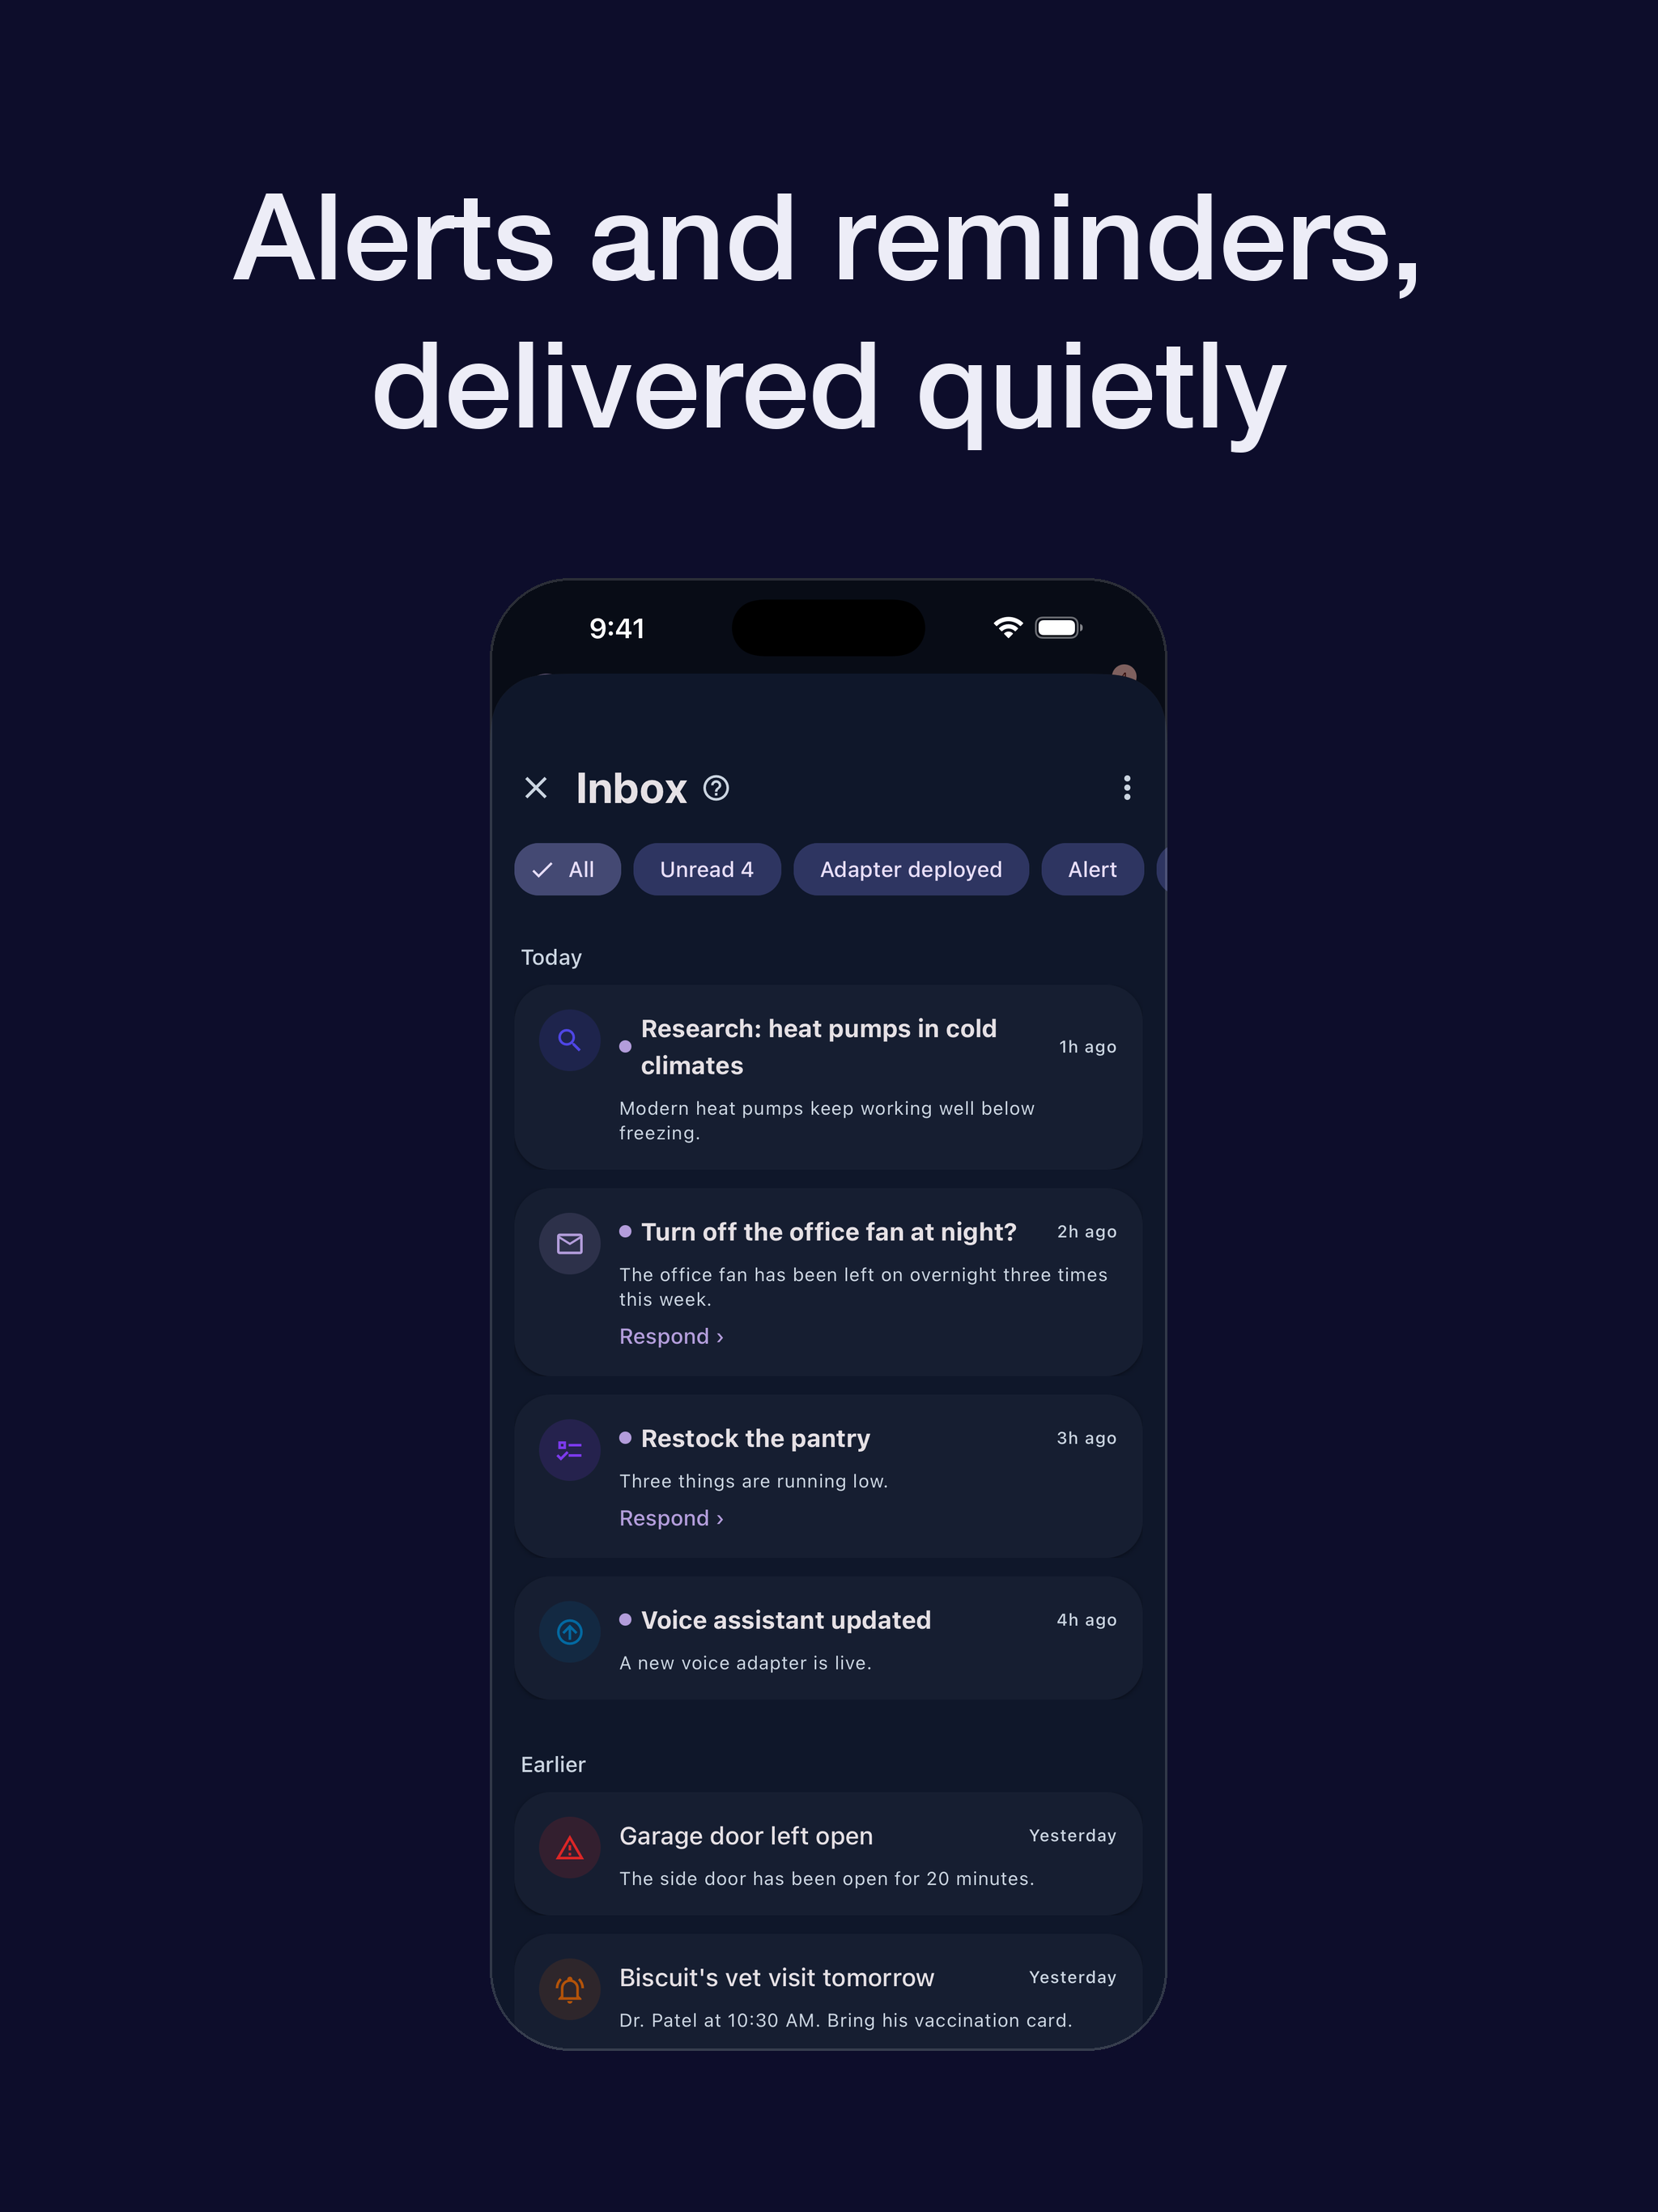 Alerts and reminders,
delivered quietly
9:41
Inbox
All
Unread 4
Adapter deployed
Alert
Today
Research: heat pumps in cold
climates
1h ago
Modern heat pumps keep working well below
freezing.
Turn off the office fan at night?
2h ago
The office fan has been left on overnight three times
this week.
Respond ›
Restock the pantry
3h ago
Three things are running low.
Respond ›
Voice assistant updated
4h ago
A new voice adapter is live.
Earlier
Garage door left open
Yesterday
The side door has been open for 20 minutes.
Biscuit's vet visit tomorrow
Yesterday
Dr. Patel at 10:30 AM. Bring his vaccination card.